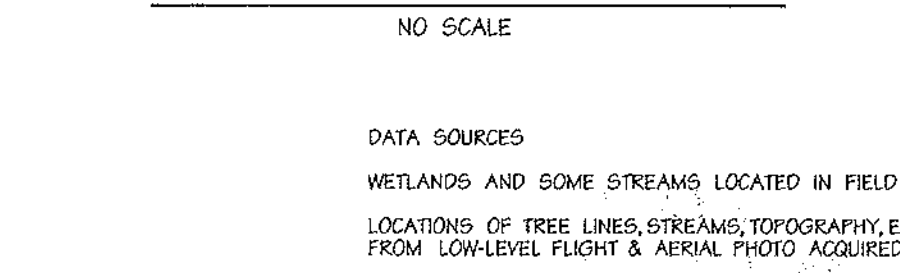 NO SCALE
DATA SOURCES
WETLANDS AND SOME STREAMS LOCATED IN FIELD
LOCATIONS OF TREE LINES, STREAMS, TOPOGRAPHY, E
FROM LOW-LEVEL FLIGHT & AERIAL PHOTO ACQUIRED